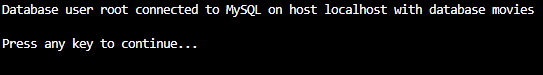 Database user root connected to MySQL on host localhost with database movies
Press any key to continue...